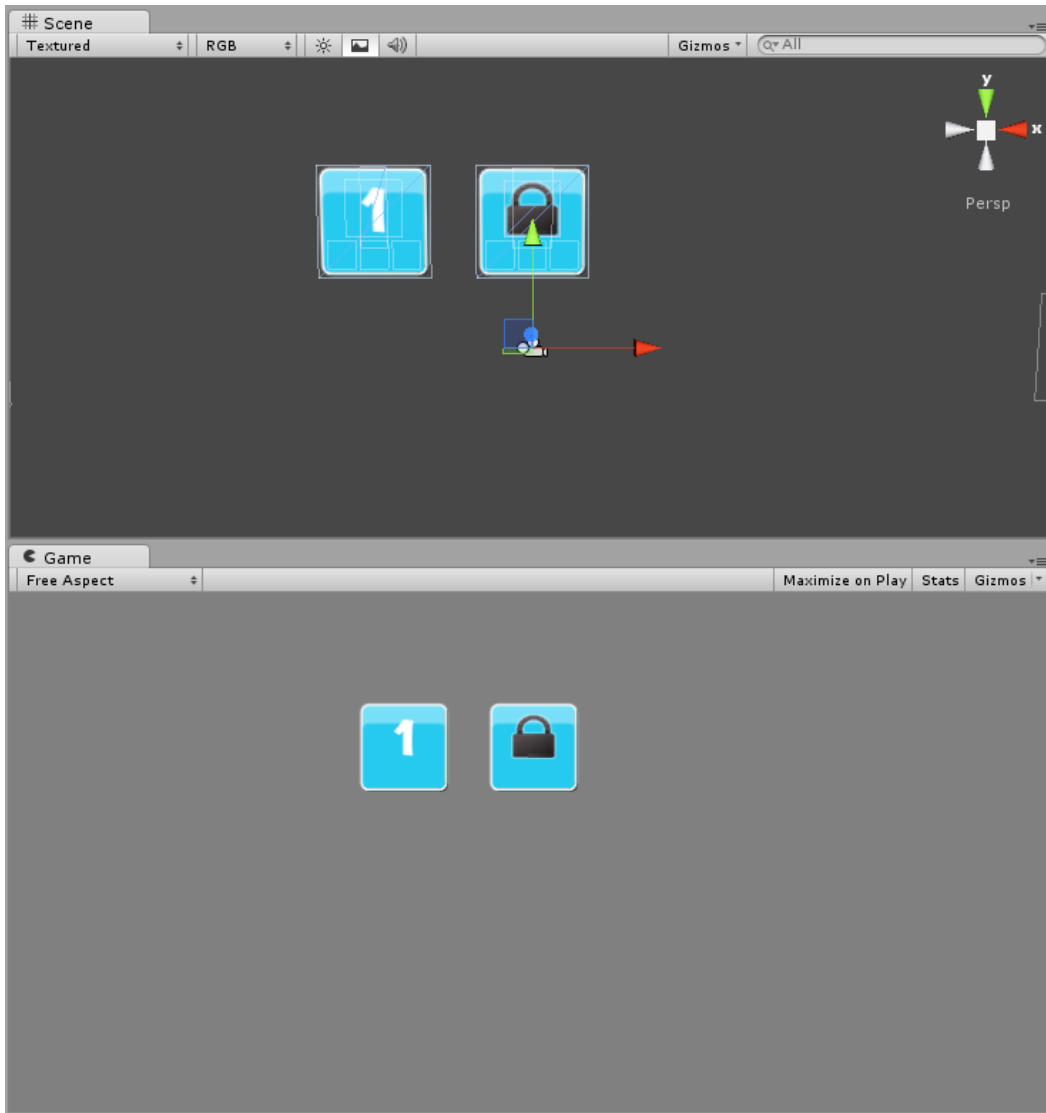 Scene
Textured RGB Gizmos All
y
x
Persp
1
Game
Free Aspect Maximize on Play Stats Gizmos
1